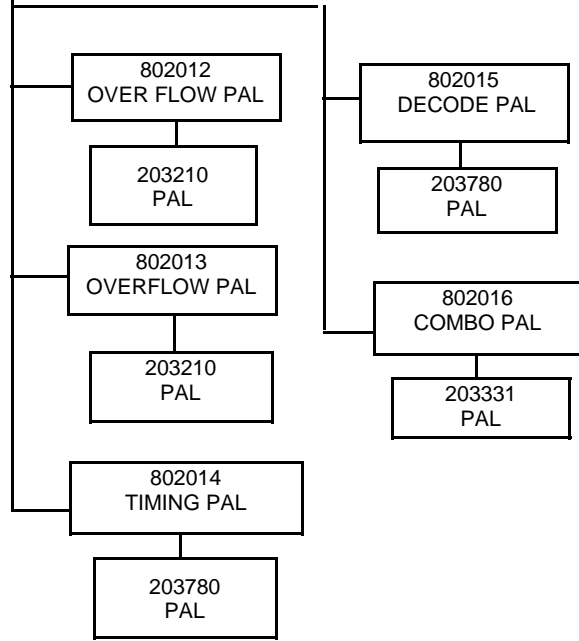 802012
OVER FLOW PAL
203210
PAL
802013
OVERFLOW PAL
203210
PAL
802014
TIMING PAL
203780
PAL
802015
DECODE PAL
203780
PAL
802016
COMBO PAL
203331
PAL